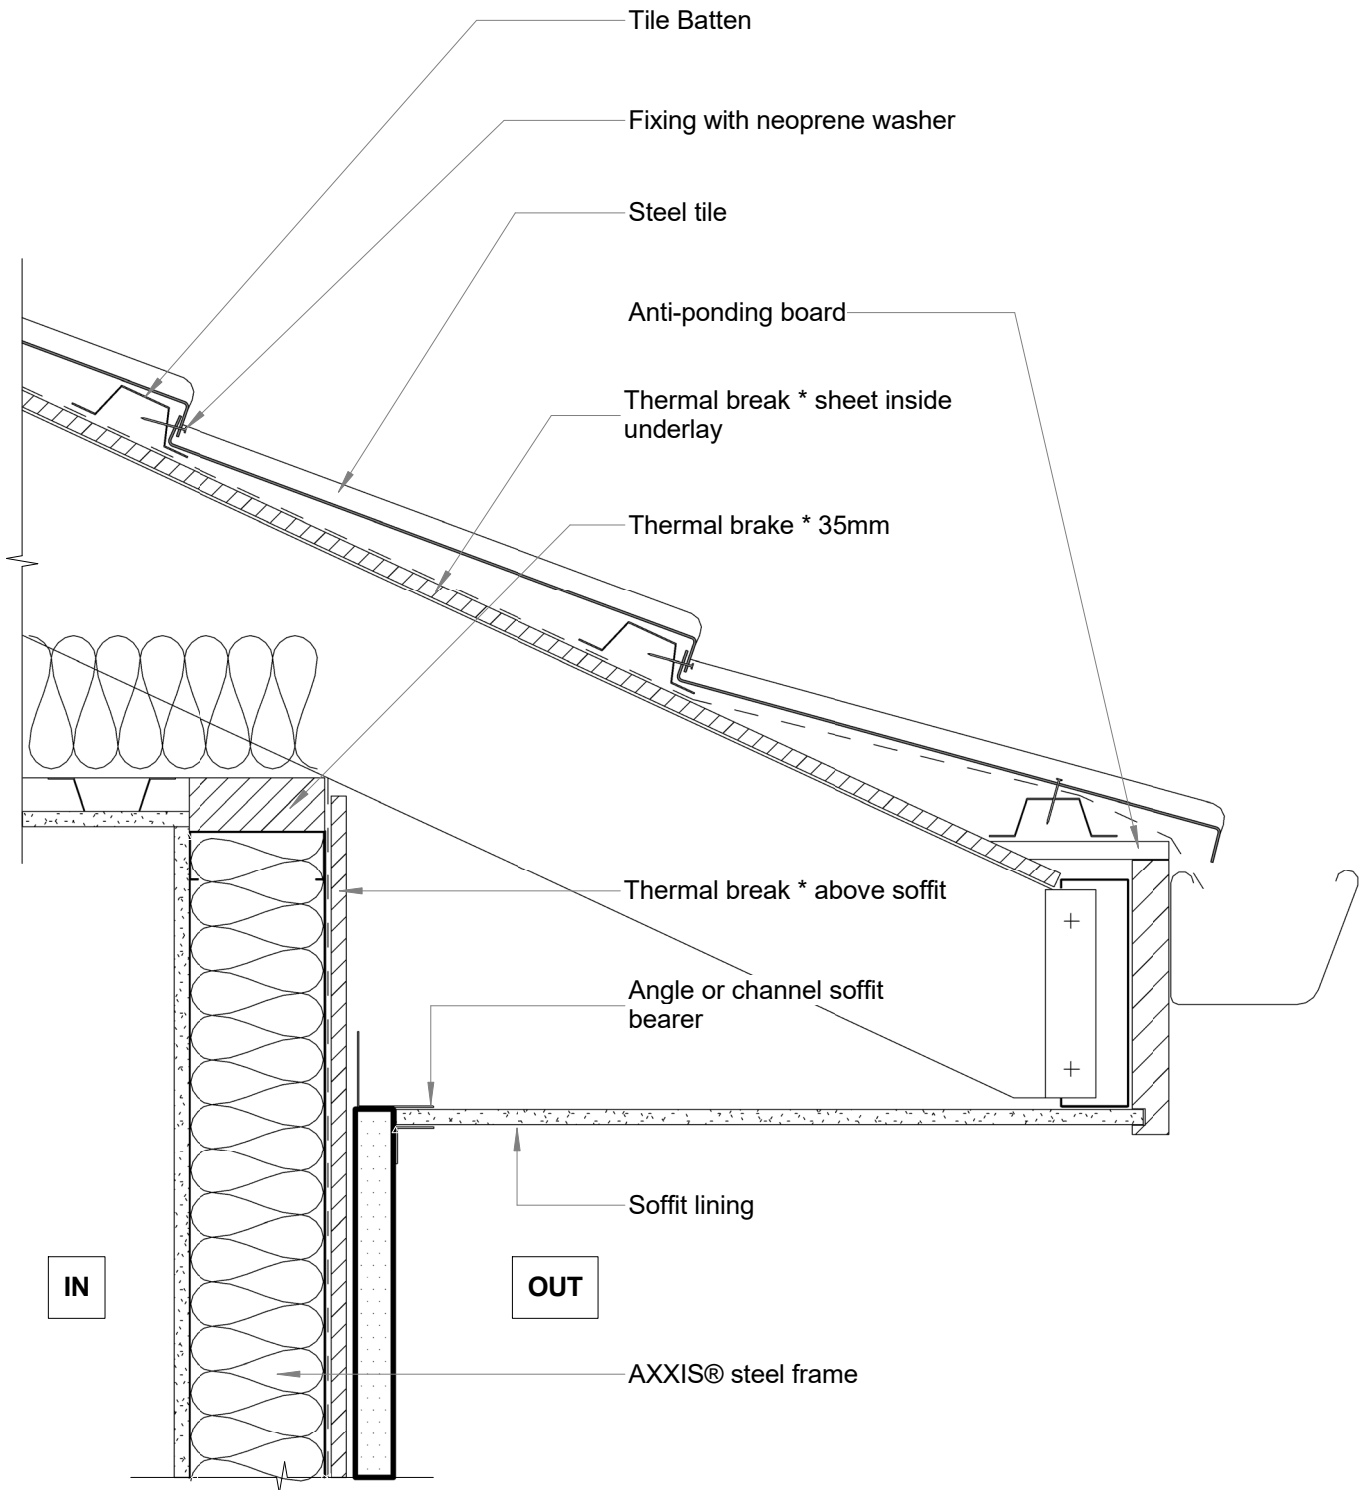 Tile Batten
Fixing with neoprene washer
Steel tile
Anti-ponding board
Thermal break * sheet inside
underlay
Thermal brake * 35mm
Thermal break * above soffit
Angle or channel soffit
bearer
Soffit lining
IN
OUT
AXXIS® steel frame